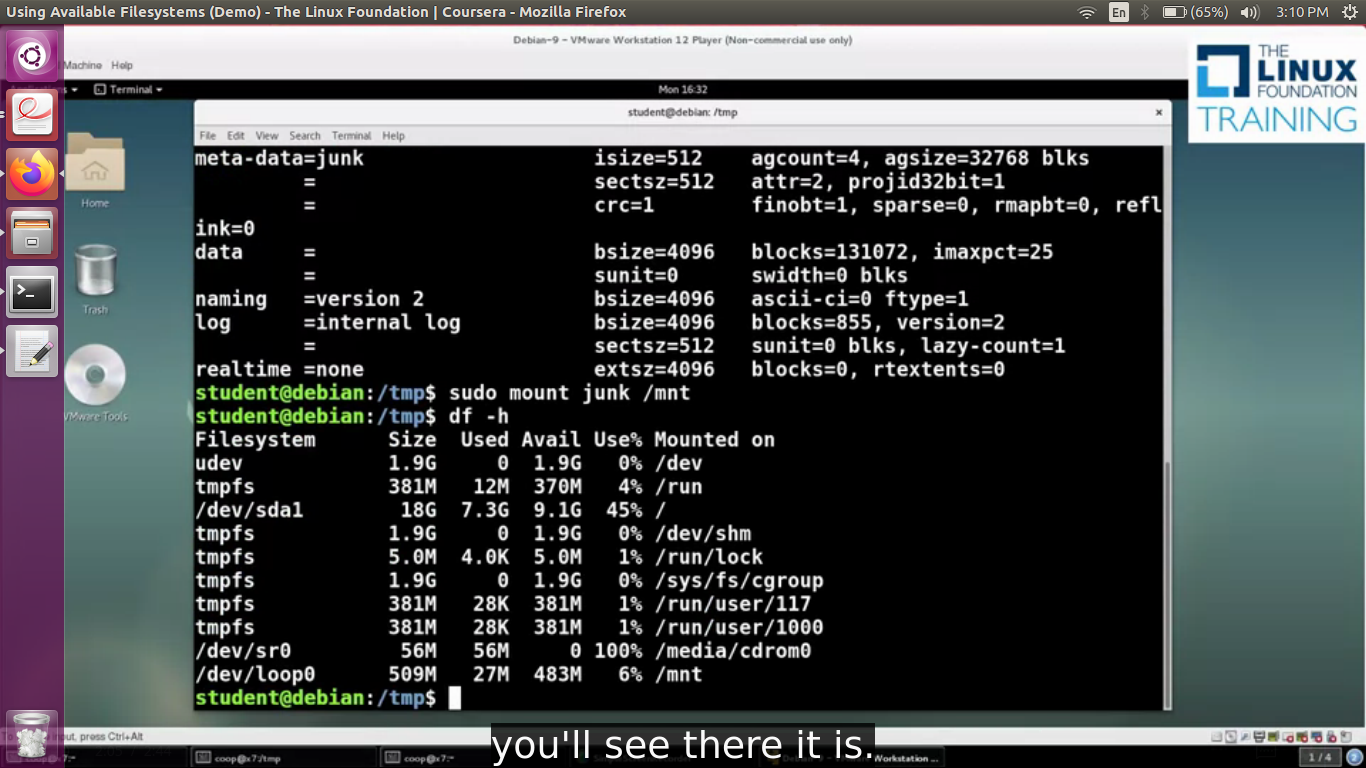 Using Available Filesystems (Demo) - The Linux Foundation | Coursera - Mozilla Firefox
En
(65%)
3:10 PM
Debian-9 - VMware Workstation 12 Player (Non-commercial use only)
Machine Help
THE
LINUX
FOUNDATION
TRAINING
Terminal
Mon 16:32
student@debian: /tmp
File Edit View Search Terminal Help
meta-data=junk isize=512 agcount=4, agsize=32768 blks
= sectsz=512 attr=2, projid32bit=1
= crc=1 finobt=1, sparse=0, rmapbt=0, refl
ink=0
data = bsize=4096 blocks=131072, imaxpct=25
= sunit=0 swidth=0 blks
naming =version 2 bsize=4096 ascii-ci=0 ftype=1
log =internal log bsize=4096 blocks=855, version=2
= sectsz=512 sunit=0 blks, lazy-count=1
realtime =none extsz=4096 blocks=0, rtextents=0
student@debian:/tmp$ sudo mount junk /mnt
student@debian:/tmp$ df -h
Filesystem Size Used Avail Use% Mounted on
udev 1.9G 0 1.9G 0% /dev
tmpfs 381M 12M 370M 4% /run
/dev/sda1 18G 7.3G 9.1G 45% /
tmpfs 1.9G 0 1.9G 0% /dev/shm
tmpfs 5.0M 4.0K 5.0M 1% /run/lock
tmpfs 1.9G 0 1.9G 0% /sys/fs/cgroup
tmpfs 381M 28K 381M 1% /run/user/117
tmpfs 381M 28K 381M 1% /run/user/1000
/dev/sr0 56M 56M 0 100% /media/cdrom0
/dev/loop0 509M 27M 483M 6% /mnt
student@debian:/tmp$
Home
Trash
VMware Tools
input, press Ctrl+Alt
you'll see there it is.
coop@x7:/tmp
coop@x7:~
Workstation ...
1 / 4
2